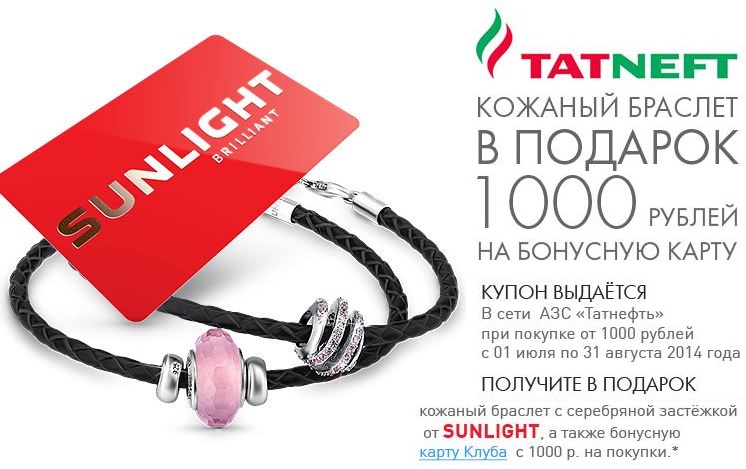 SUNLIGHT
BRILLIANT
TATNEFT
КОЖАНЫЙ БРАСЛЕТ
В ПОДАРОК
1000 РУБЛЕЙ
НА БОНУСНУЮ КАРТУ
КУПОН ВЫДАЁТСЯ
В сети АЗС «Татнефть»
при покупке от 1000 рублей
с 01 июля по 31 августа 2014 года
ПОЛУЧИТЕ В ПОДАРОК
кожаный браслет с серебряной застёжкой
от SUNLIGHT, а также бонусную
карту Клуба с 1000 р. на покупки.*